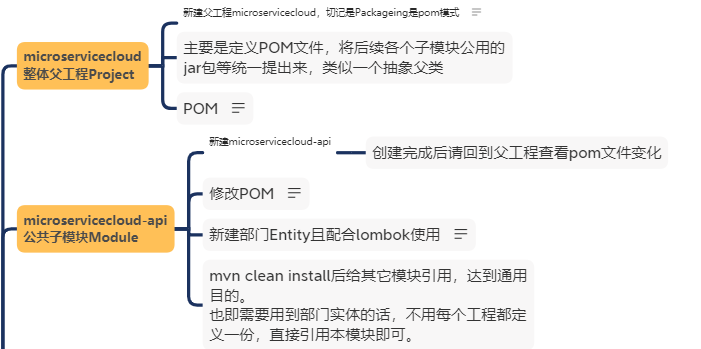 新建父工程microservicecloud，切记是Packageing是pom模式
microservicecloud
整体父工程Project
主要是定义POM文件，将后续各个子模块公用的
jar包等统一提出来，类似一个抽象父类
POM
新建microservicecloud-api
创建完成后请回到父工程查看pom文件变化
修改POM
microservicecloud-api
公共子模块Module
新建部门Entity且配合lombok使用
mvn clean install后给其它模块引用，达到通用
目的。
也即需要用到部门实体的话，不用每个工程都定
义一份，直接引用本模块即可。